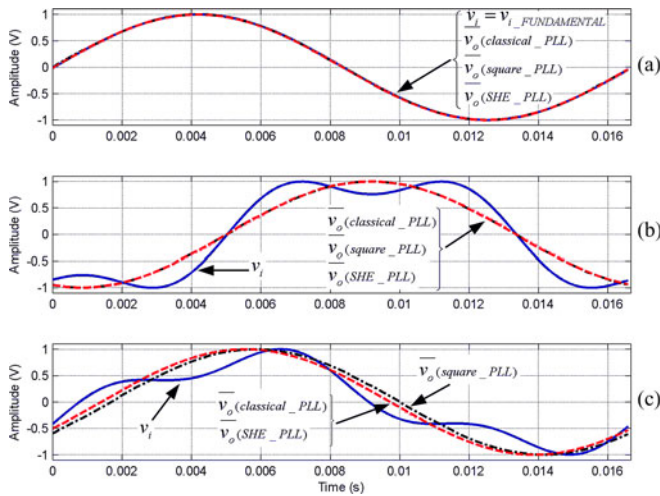 1
0.5
0
-0.5
-1
Amplitude (V)
v_i = v_i_FUNDAMENTAL
v_o(classical_PLL)
v_o(square_PLL)
v_o(SHE_PLL)
(a)
0 0.002 0.004 0.006 0.008 0.01 0.012 0.014 0.016
1
0.5
0
-0.5
-1
Amplitude (V)
v_o(classical_PLL)
v_o(square_PLL)
v_o(SHE_PLL)
v_i
(b)
0 0.002 0.004 0.006 0.008 0.01 0.012 0.014 0.016
1
0.5
0
-0.5
-1
Amplitude (V)
v_o(square_PLL)
v_o(classical_PLL)
v_o(SHE_PLL)
v_i
(c)
0 0.002 0.004 0.006 0.008 0.01 0.012 0.014 0.016
Time (s)